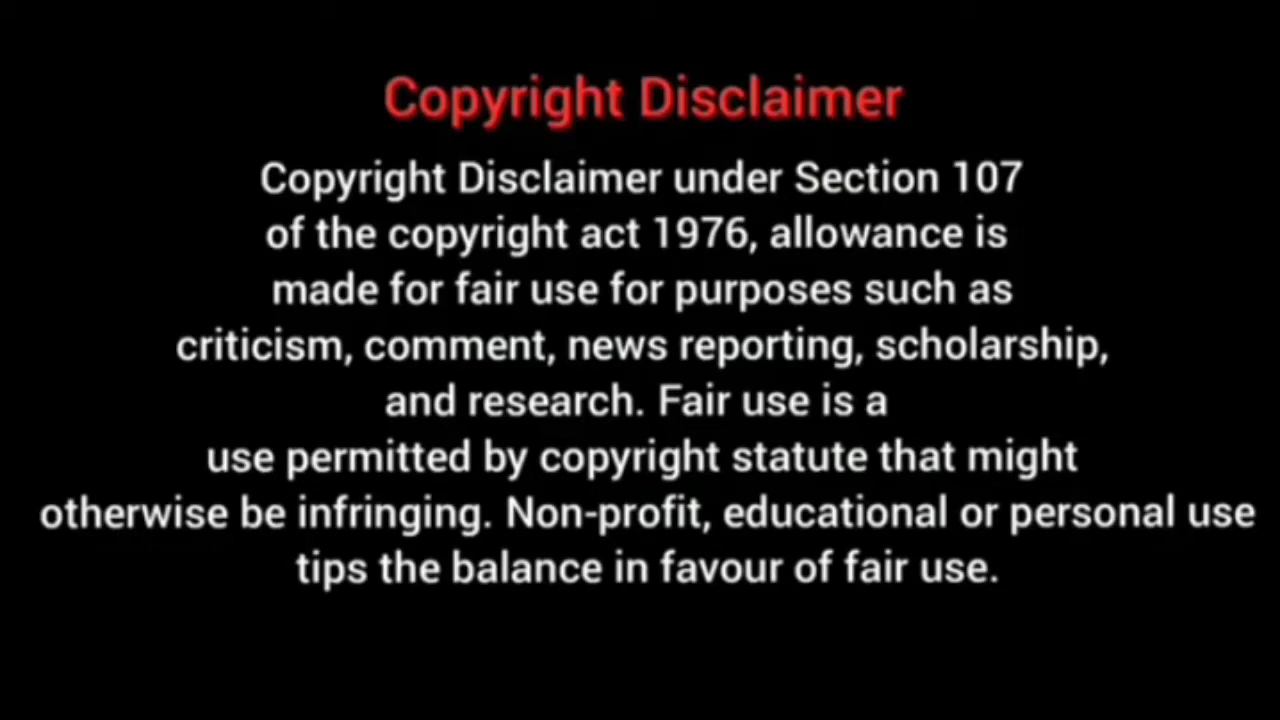 Copyright Disclaimer
Copyright Disclaimer under Section 107
of the copyright act 1976, allowance is
made for fair use for purposes such as
criticism, comment, news reporting, scholarship,
and research. Fair use is a
use permitted by copyright statute that might
otherwise be infringing. Non-profit, educational or personal use
tips the balance in favour of fair use.